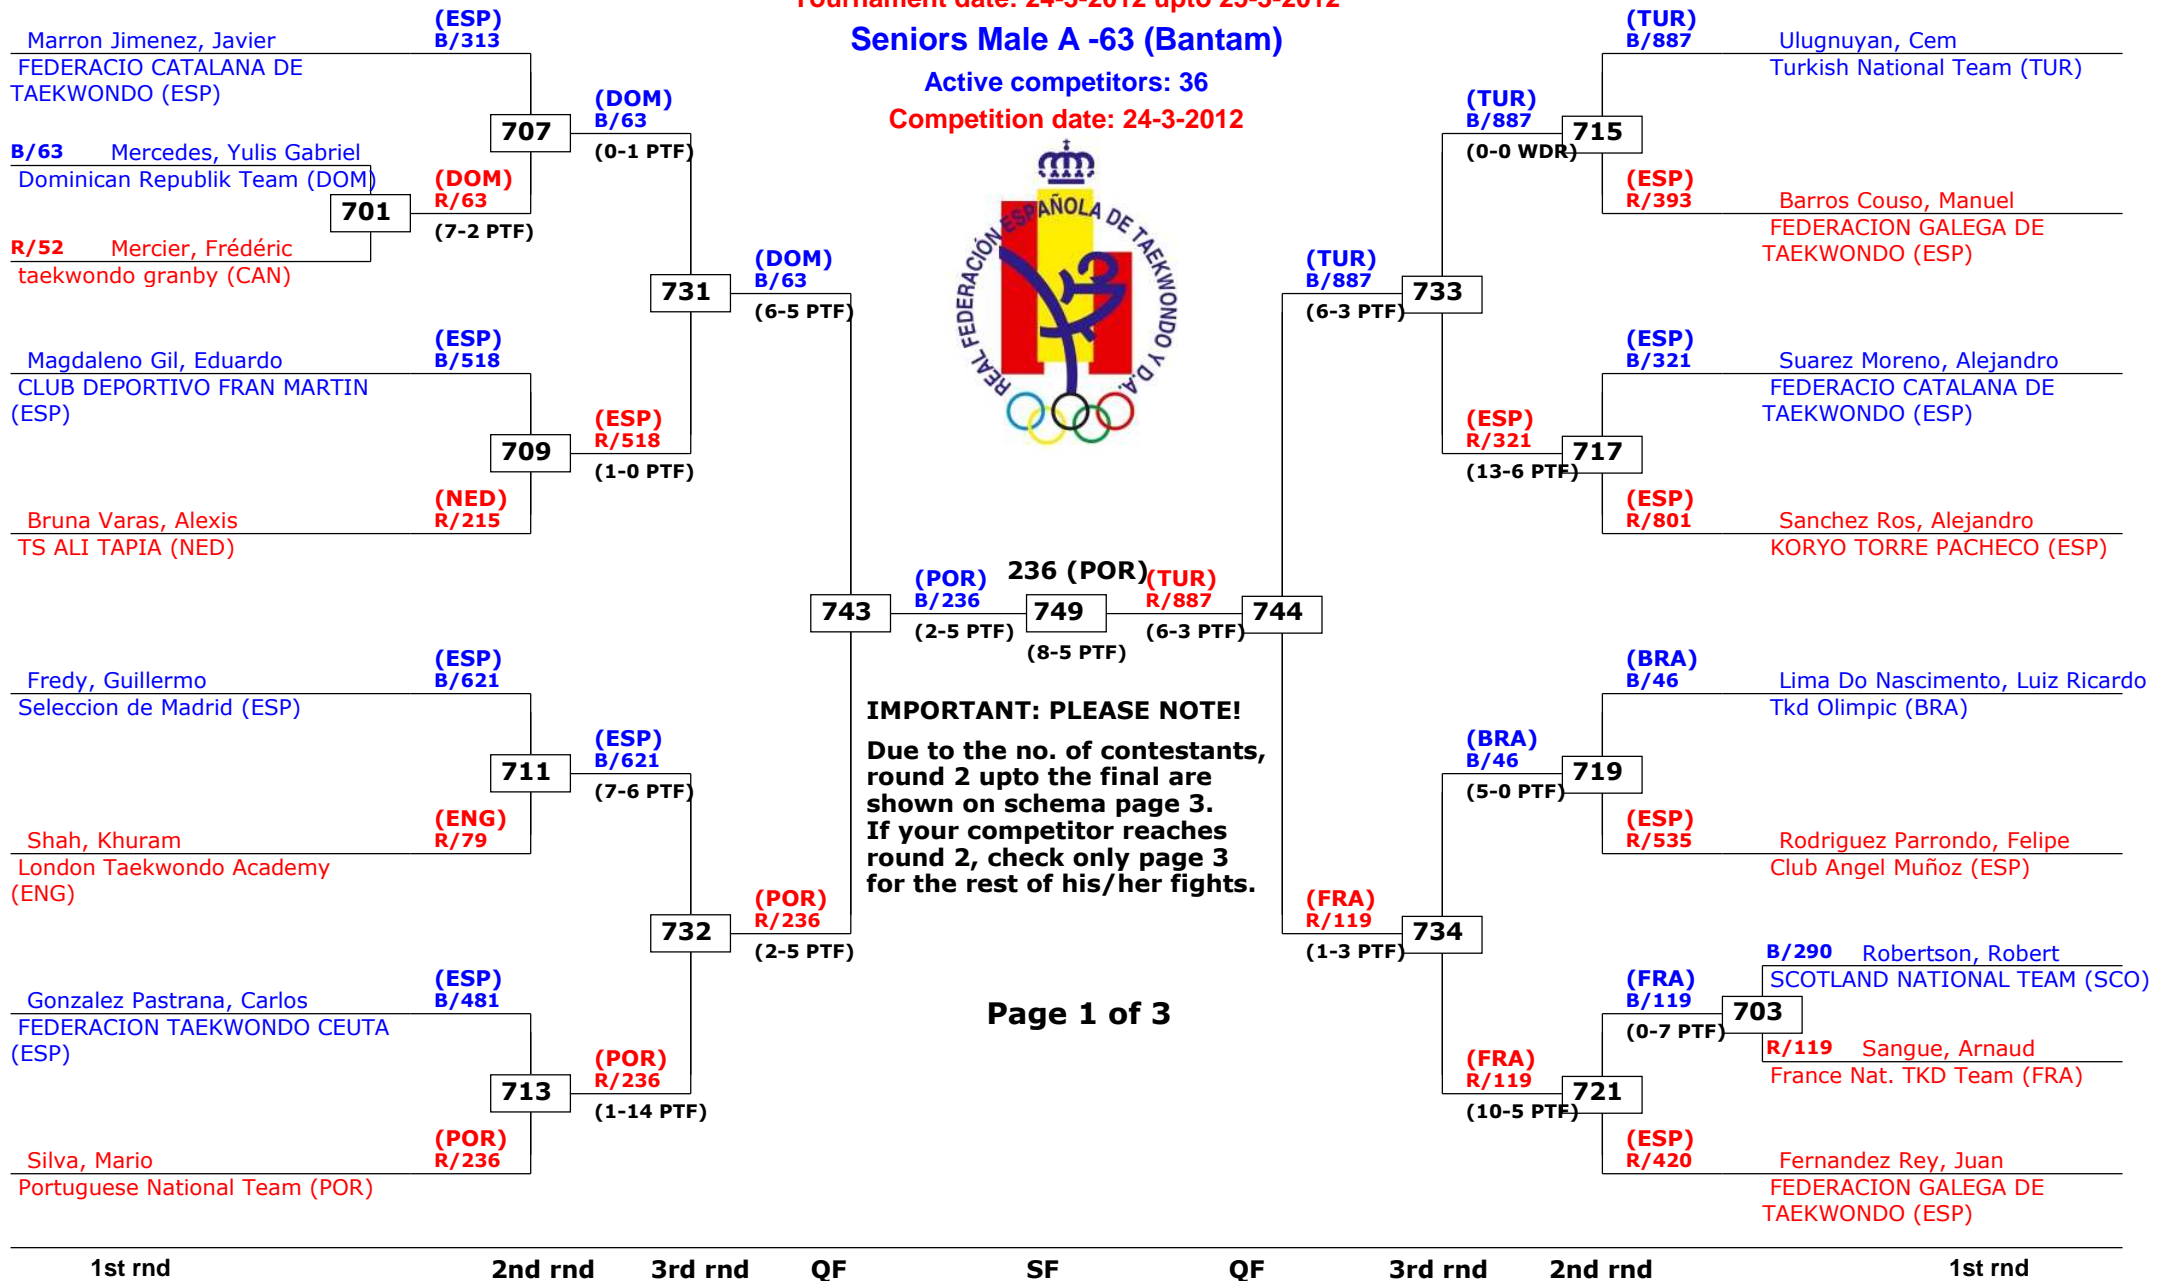 Tournament date: 24-3-2012 upto 25-3-2012
Seniors Male A -63 (Bantam)
Active competitors: 36
Competition date: 24-3-2012
REAL FEDERACIÓN ESPAÑOLA DE TAEKWONDO Y D.A.
(ESP)
Marron Jimenez, Javier B/313
FEDERACIO CATALANA DE
TAEKWONDO (ESP)
707
(DOM)
B/63
(0-1 PTF)
B/63 Mercedes, Yulis Gabriel
Dominican Republik Team (DOM)
701
(DOM)
R/63
(7-2 PTF)
R/52 Mercier, Frédéric
taekwondo granby (CAN)
731
(DOM)
B/63
(6-5 PTF)
(ESP)
Magdaleno Gil, Eduardo B/518
CLUB DEPORTIVO FRAN MARTIN
(ESP)
709
(ESP)
R/518
(1-0 PTF)
(NED)
Bruna Varas, Alexis R/215
TS ALI TAPIA (NED)
743
(POR)
B/236
(2-5 PTF)
236 (POR)
749
(8-5 PTF)
(TUR)
R/887
(6-3 PTF)
744
(ESP)
Fredy, Guillermo B/621
Seleccion de Madrid (ESP)
711
(ESP)
B/621
(7-6 PTF)
(ENG)
Shah, Khuram R/79
London Taekwondo Academy
(ENG)
732
(POR)
R/236
(2-5 PTF)
(ESP)
Gonzalez Pastrana, Carlos B/481
FEDERACION TAEKWONDO CEUTA
(ESP)
713
(POR)
R/236
(1-14 PTF)
(POR)
Silva, Mario R/236
Portuguese National Team (POR)
IMPORTANT: PLEASE NOTE!
Due to the no. of contestants,
round 2 upto the final are
shown on schema page 3.
If your competitor reaches
round 2, check only page 3
for the rest of his/her fights.
Page 1 of 3
(TUR)
B/887 Ulugnuyan, Cem
Turkish National Team (TUR)
(TUR)
B/887
(0-0 WDR)
715
(ESP)
R/393 Barros Couso, Manuel
FEDERACION GALEGA DE
TAEKWONDO (ESP)
(TUR)
B/887
(6-3 PTF)
733
(ESP)
B/321 Suarez Moreno, Alejandro
FEDERACIO CATALANA DE
TAEKWONDO (ESP)
(ESP)
R/321
(13-6 PTF)
717
(ESP)
R/801 Sanchez Ros, Alejandro
KORYO TORRE PACHECO (ESP)
(BRA)
B/46 Lima Do Nascimento, Luiz Ricardo
Tkd Olimpic (BRA)
(BRA)
B/46
(5-0 PTF)
719
(ESP)
R/535 Rodriguez Parrondo, Felipe
Club Angel Muñoz (ESP)
(FRA)
R/119
(1-3 PTF)
734
B/290 Robertson, Robert
SCOTLAND NATIONAL TEAM (SCO)
(FRA)
B/119
(0-7 PTF)
703
R/119 Sangue, Arnaud
France Nat. TKD Team (FRA)
(FRA)
R/119
(10-5 PTF)
721
(ESP)
R/420 Fernandez Rey, Juan
FEDERACION GALEGA DE
TAEKWONDO (ESP)
1st rnd 2nd rnd 3rd rnd QF SF QF 3rd rnd 2nd rnd 1st rnd